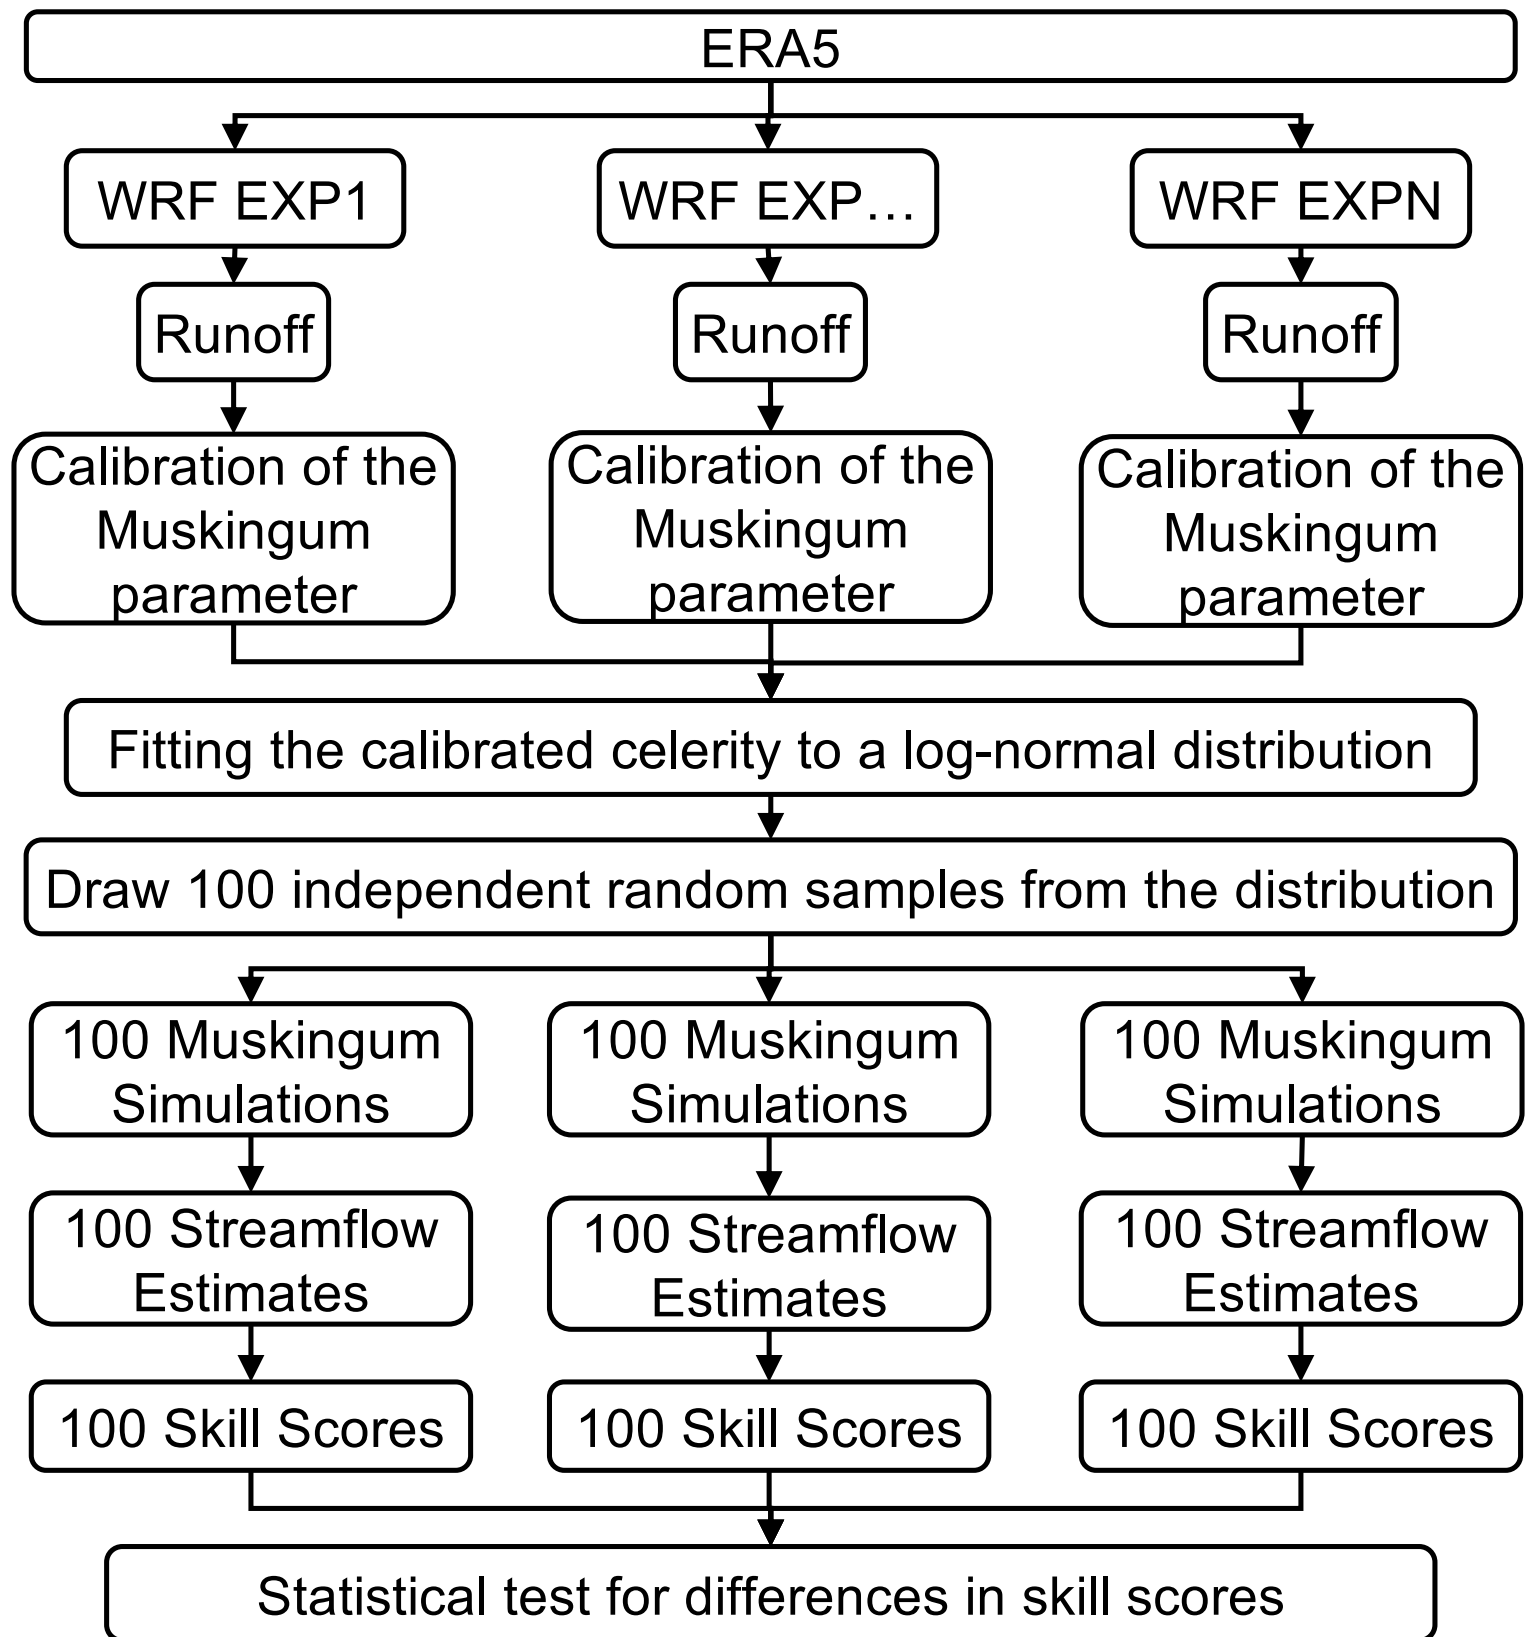 ERA5
WRF EXP1
WRF EXP…
WRF EXPN
Runoff
Runoff
Runoff
Calibration of the
Muskingum
parameter
Calibration of the
Muskingum
parameter
Calibration of the
Muskingum
parameter
Fitting the calibrated celerity to a log-normal distribution
Draw 100 independent random samples from the distribution
100 Muskingum
Simulations
100 Muskingum
Simulations
100 Muskingum
Simulations
100 Streamflow
Estimates
100 Streamflow
Estimates
100 Streamflow
Estimates
100 Skill Scores
100 Skill Scores
100 Skill Scores
Statistical test for differences in skill scores